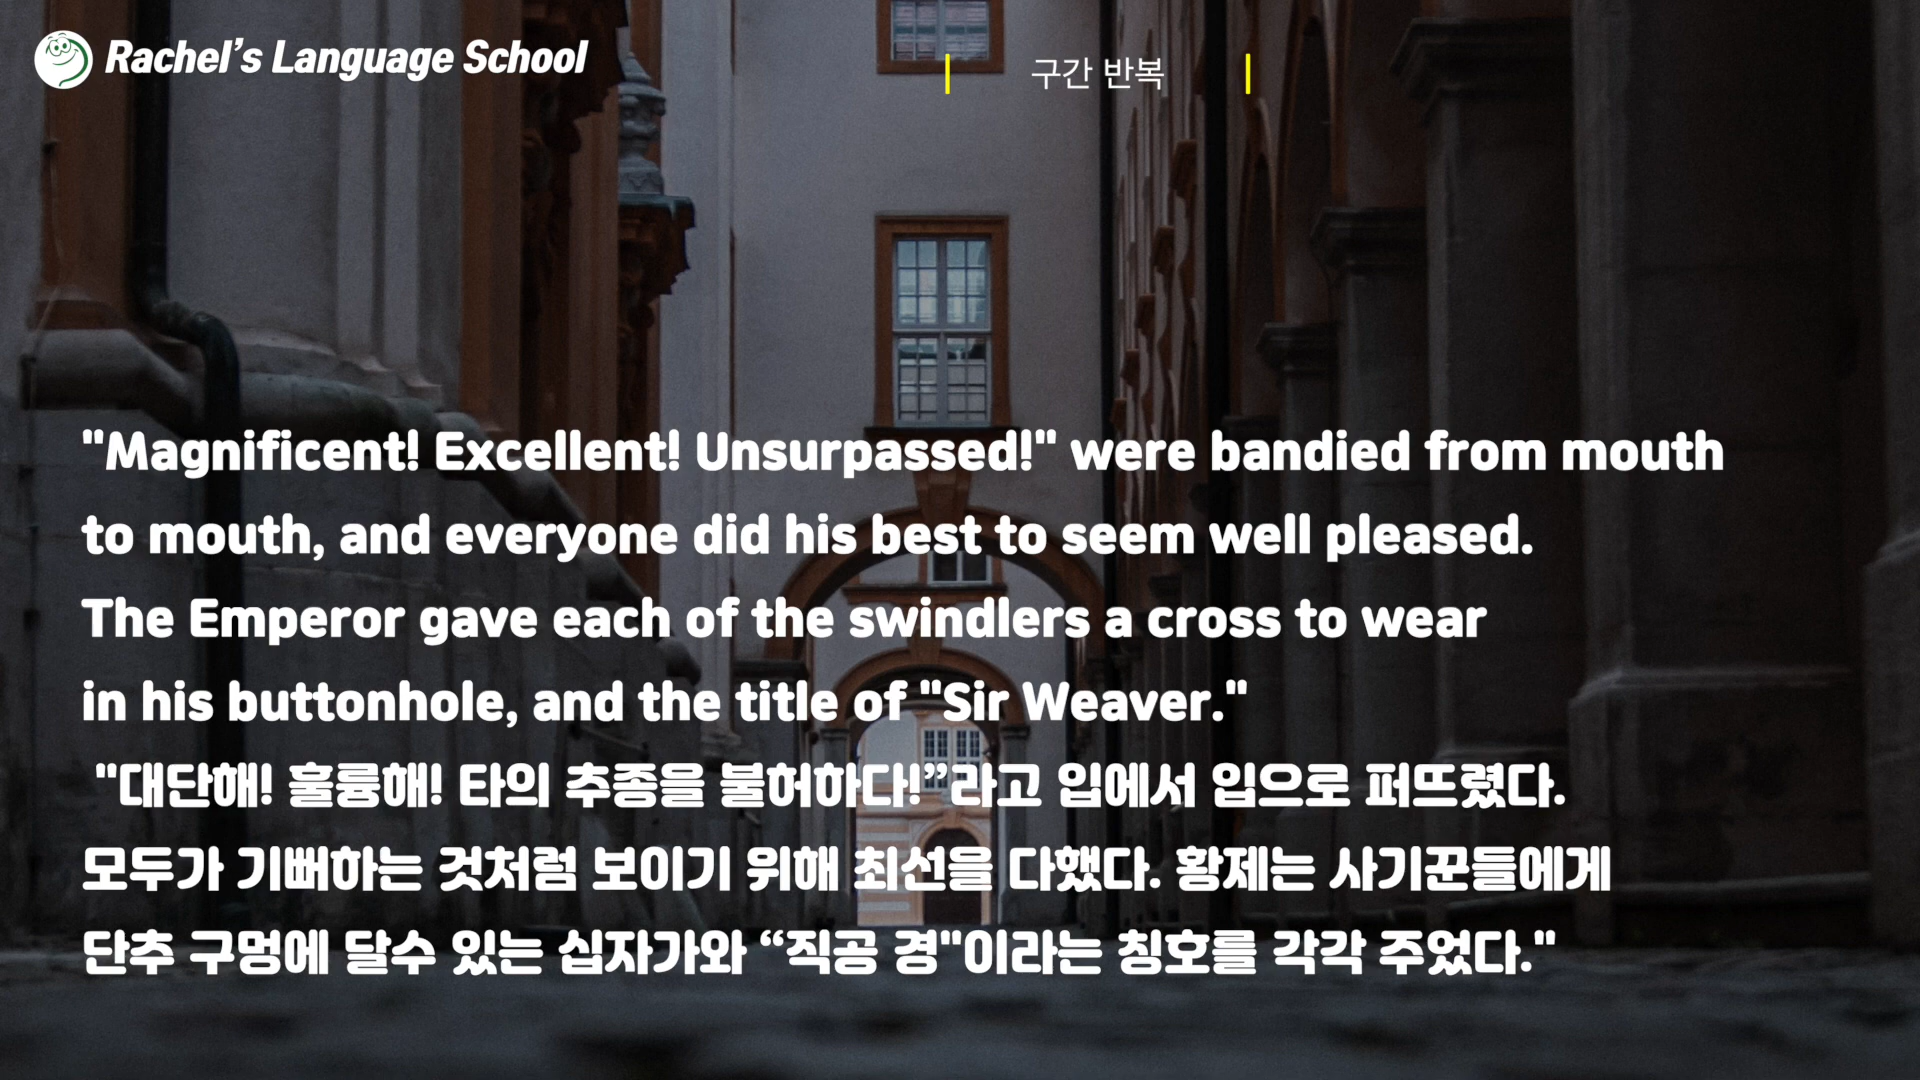 Rachel's Language School
구간 반복
"Magnificent! Excellent! Unsurpassed!" were bandied from mouth
to mouth, and everyone did his best to seem well pleased.
The Emperor gave each of the swindlers a cross to wear
in his buttonhole, and the title of "Sir Weaver."
"대단해! 훌륭해! 타의 추종을 불허하다!”라고 입에서 입으로 퍼뜨렸다.
모두가 기뻐하는 것처럼 보이기 위해 최선을 다했다. 황제는 사기꾼들에게
단추 구멍에 달수 있는 십자가와 “직공 경"이라는 칭호를 각각 주었다."